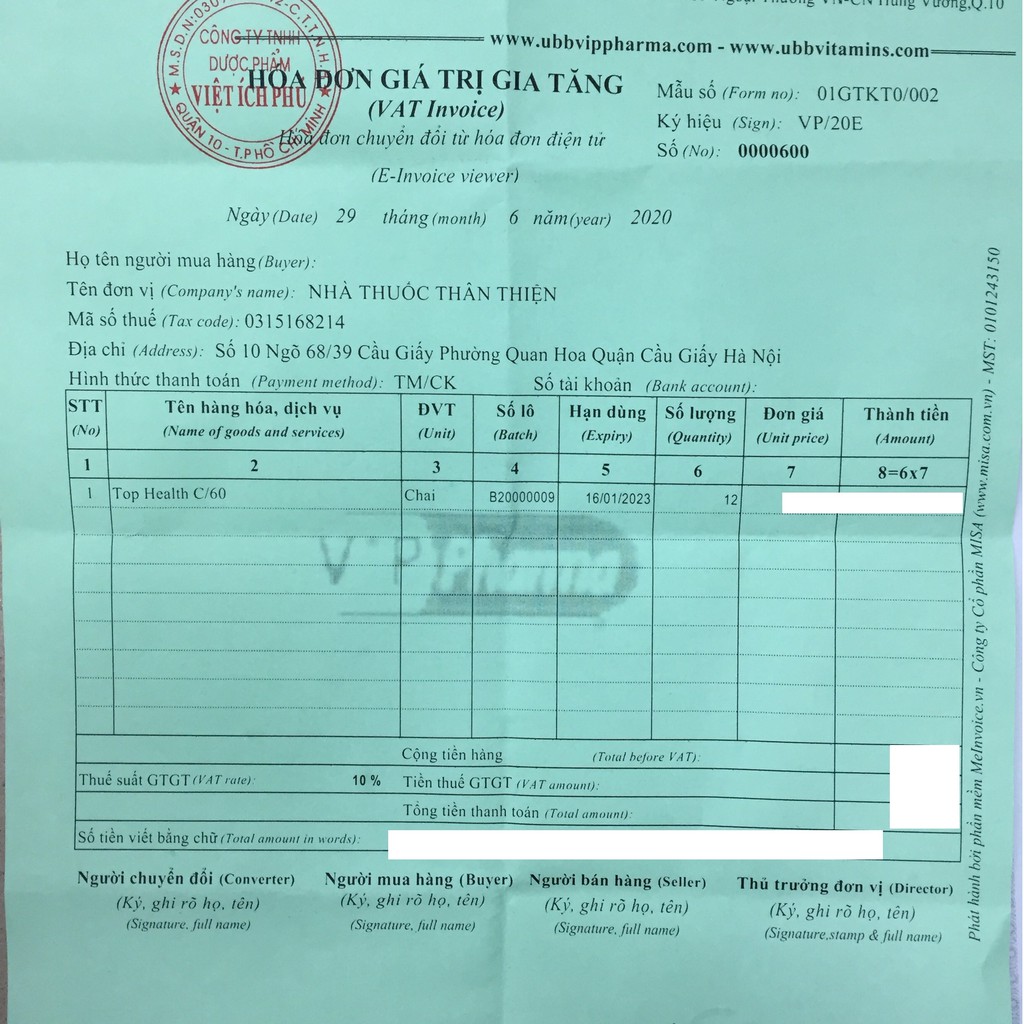 VN-CN Hùng Vương,Q.10
www.ubbvippharma.com - www.ubbvitamins.com
CÔNG TY TNHH
DƯỢC PHẨM
VIỆT ÍCH PHÚ
QUẬN 10 - T.P HỒ CHÍ MINH
HÓA ĐƠN GIÁ TRỊ GIA TĂNG
(VAT Invoice)
Hóa đơn chuyển đổi từ hóa đơn điện tử
(E-Invoice viewer)
Mẫu số (Form no): 01GTKT0/002
Ký hiệu (Sign): VP/20E
Số (No): 0000600
Ngày (Date) 29 tháng (month) 6 năm (year) 2020
Họ tên người mua hàng (Buyer):
Tên đơn vị (Company's name): NHÀ THUỐC THÂN THIỆN
Mã số thuế (Tax code): 0315168214
Địa chỉ (Address): Số 10 Ngõ 68/39 Cầu Giấy Phường Quan Hoa Quận Cầu Giấy Hà Nội
Hình thức thanh toán (Payment method): TM/CK Số tài khoản (Bank account):
STT Tên hàng hóa, dịch vụ ĐVT Số lô Hạn dùng Số lượng Đơn giá Thành tiền
(No) (Name of goods and services) (Unit) (Batch) (Expiry) (Quantity) (Unit price) (Amount)
1 2 3 4 5 6 7 8=6x7
1 Top Health C/60 Chai B20000009 16/01/2023 12
VIP Pharma
Cộng tiền hàng (Total before VAT):
Thuế suất GTGT (VAT rate): 10 % Tiền thuế GTGT (VAT amount):
Tổng tiền thanh toán (Total amount):
Số tiền viết bằng chữ (Total amount in words):
Người chuyển đổi (Converter) Người mua hàng (Buyer) Người bán hàng (Seller) Thủ trưởng đơn vị (Director)
(Ký, ghi rõ họ, tên) (Ký, ghi rõ họ, tên) (Ký, ghi rõ họ, tên) (Ký, ghi rõ họ, tên)
(Signature, full name) (Signature, full name) (Signature, full name) (Signature,stamp & full name)
Phát hành bởi phần mềm MeInvoice.vn - Công ty Cổ phần MISA (www.misa.com.vn) - MST: 0101243150